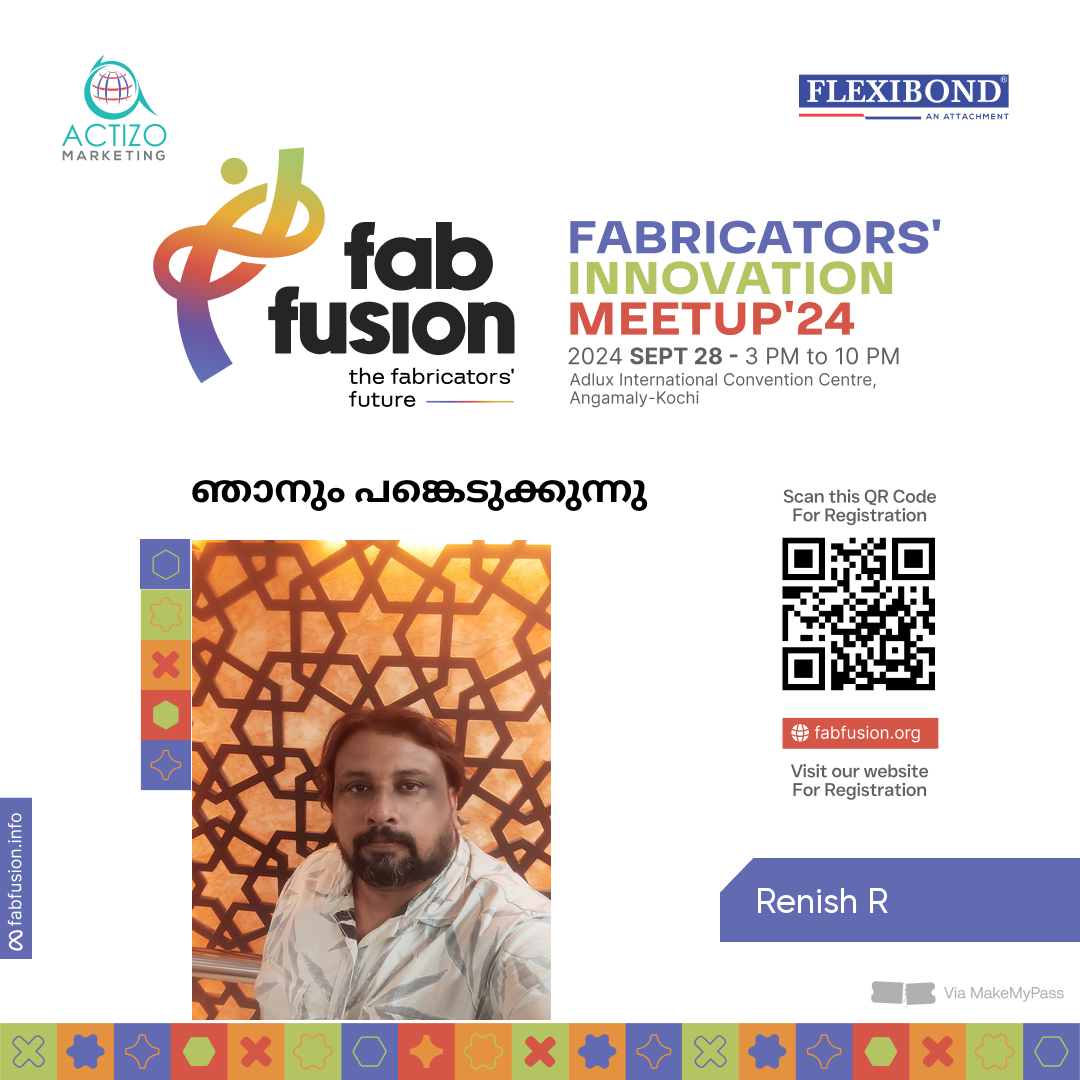 ACTIZO
MARKETING
FLEXIBOND®
AN ATTACHMENT
fab
fusion
the fabricators'
future
FABRICATORS'
INNOVATION
MEETUP'24
2024 SEPT 28 - 3 PM to 10 PM
Adlux International Convention Centre,
Angamaly-Kochi
ഞാനും പങ്കെടുക്കുന്നു
Scan this QR Code
For Registration
fabfusion.org
Visit our website
For Registration
fabfusion.info
Renish R
Via MakeMyPass